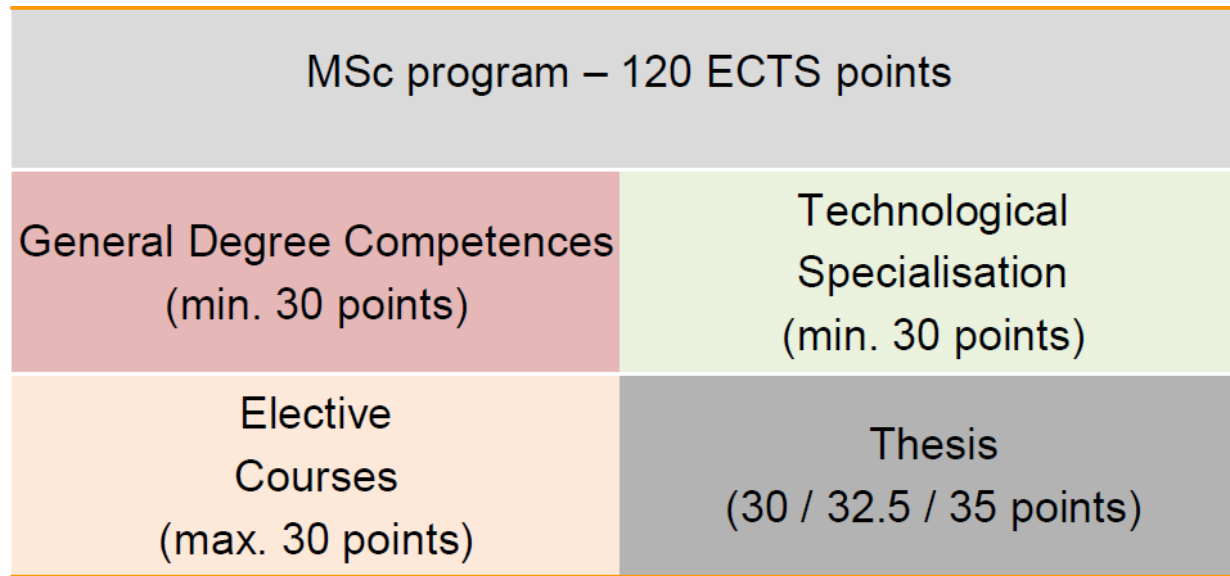 MSc program – 120 ECTS points
General Degree Competences
(min. 30 points)
Technological
Specialisation
(min. 30 points)
Elective
Courses
(max. 30 points)
Thesis
(30 / 32.5 / 35 points)